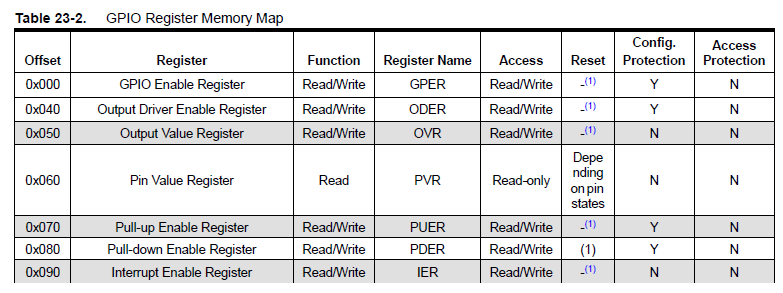 Table 23-2. GPIO Register Memory Map
Offset Register Function Register Name Access Reset Config. Protection Access Protection
0x000 GPIO Enable Register Read/Write GPER Read/Write -(1) Y N
0x040 Output Driver Enable Register Read/Write ODER Read/Write -(1) Y N
0x050 Output Value Register Read/Write OVR Read/Write -(1) N N
0x060 Pin Value Register Read PVR Read-only Depe nding on pin states N N
0x070 Pull-up Enable Register Read/Write PUER Read/Write -(1) Y N
0x080 Pull-down Enable Register Read/Write PDER Read/Write (1) Y N
0x090 Interrupt Enable Register Read/Write IER Read/Write -(1) N N